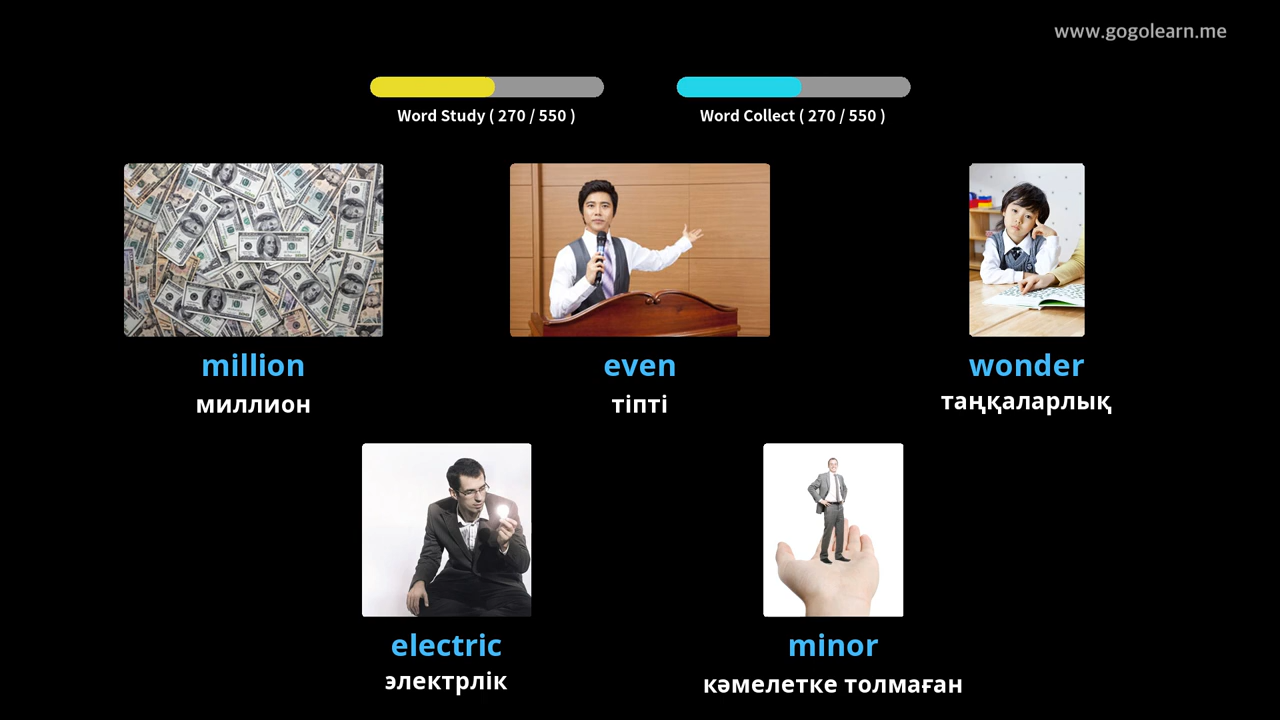 www.gogolearn.me
Word Study ( 270 / 550 )
Word Collect ( 270 / 550 )
million
миллион
even
тіпті
wonder
таңқаларлық
electric
электрлік
minor
кәмелетке толмаған